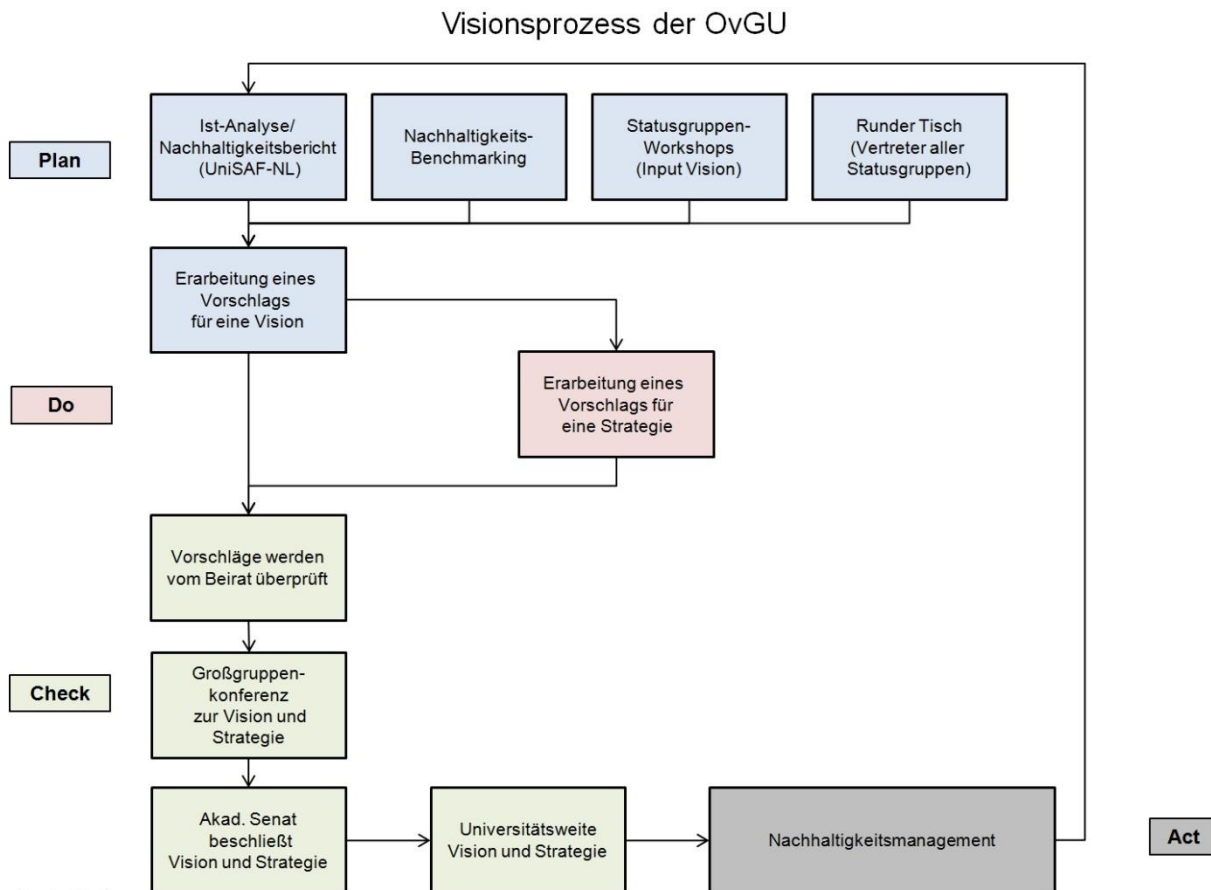 Visionsprozess der OvGU
Plan
Ist-Analyse/
Nachhaltigkeitsbericht
(UniSAF-NL)
Nachhaltigkeits-
Benchmarking
Statusgruppen-
Workshops
(Input Vision)
Runder Tisch
(Vertreter aller
Statusgruppen)
Erarbeitung eines
Vorschlags
für eine Vision
Do
Erarbeitung eines
Vorschlags für
eine Strategie
Vorschläge werden
vom Beirat überprüft
Check
Großgruppen-
konferenz
zur Vision und
Strategie
Akad. Senat
beschließt
Vision und Strategie
Universitätsweite
Vision und Strategie
Nachhaltigkeitsmanagement
Act